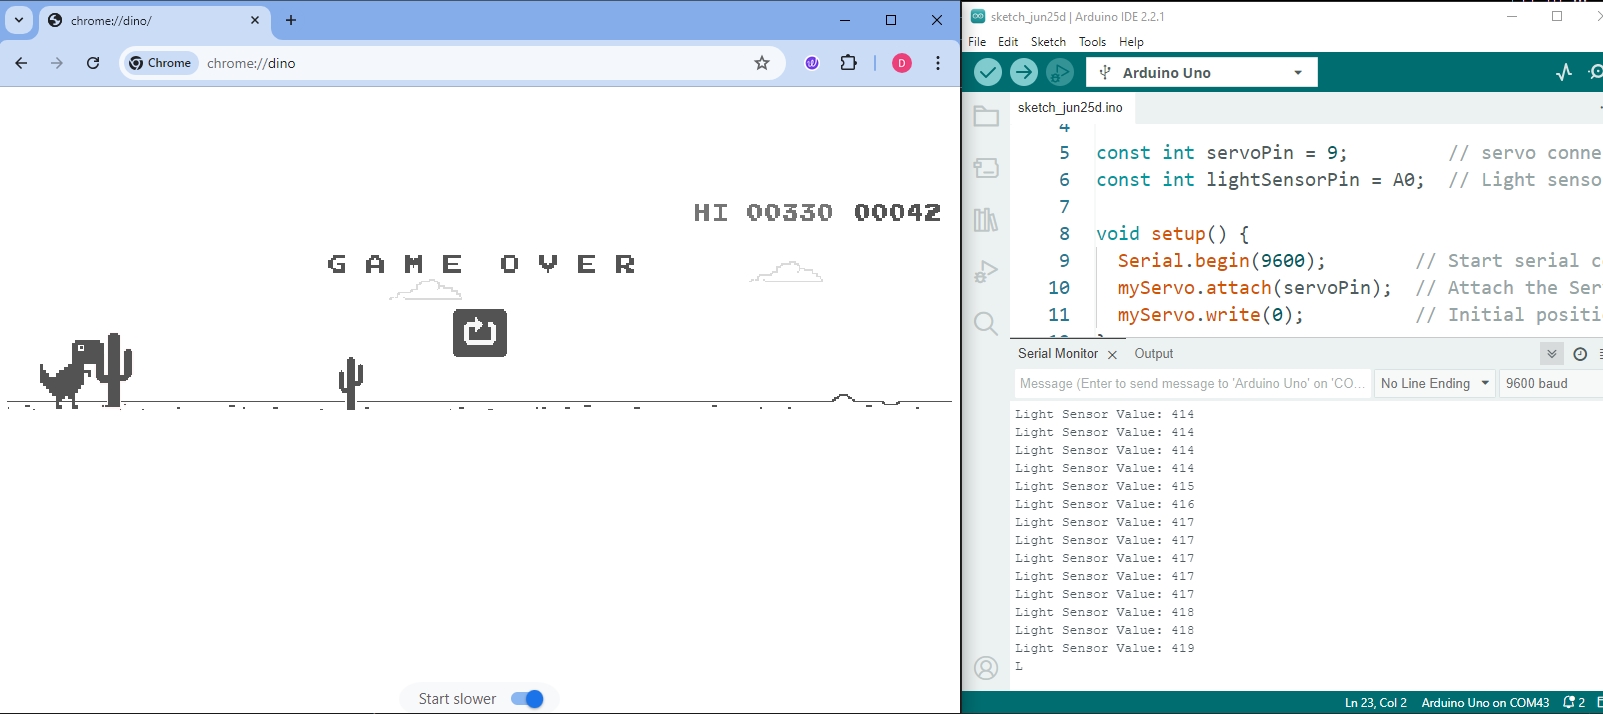 chrome://dino/
Chrome
chrome://dino
D
HI 00330 00042
GAME OVER
Start slower
sketch_jun25d | Arduino IDE 2.2.1
File Edit Sketch Tools Help
Arduino Uno
sketch_jun25d.ino
4
5 const int servoPin = 9; // servo conne
6 const int lightSensorPin = A0; // Light senso
7
8 void setup() {
9 Serial.begin(9600); // Start serial c
10 myServo.attach(servoPin); // Attach the Ser
11 myServo.write(0); // Initial positi
Serial Monitor Output
Message (Enter to send message to 'Arduino Uno' on 'CO... No Line Ending 9600 baud
Light Sensor Value: 414
Light Sensor Value: 414
Light Sensor Value: 414
Light Sensor Value: 414
Light Sensor Value: 415
Light Sensor Value: 416
Light Sensor Value: 417
Light Sensor Value: 417
Light Sensor Value: 417
Light Sensor Value: 417
Light Sensor Value: 417
Light Sensor Value: 418
Light Sensor Value: 418
Light Sensor Value: 419
L
Ln 23, Col 2 Arduino Uno on COM43 2